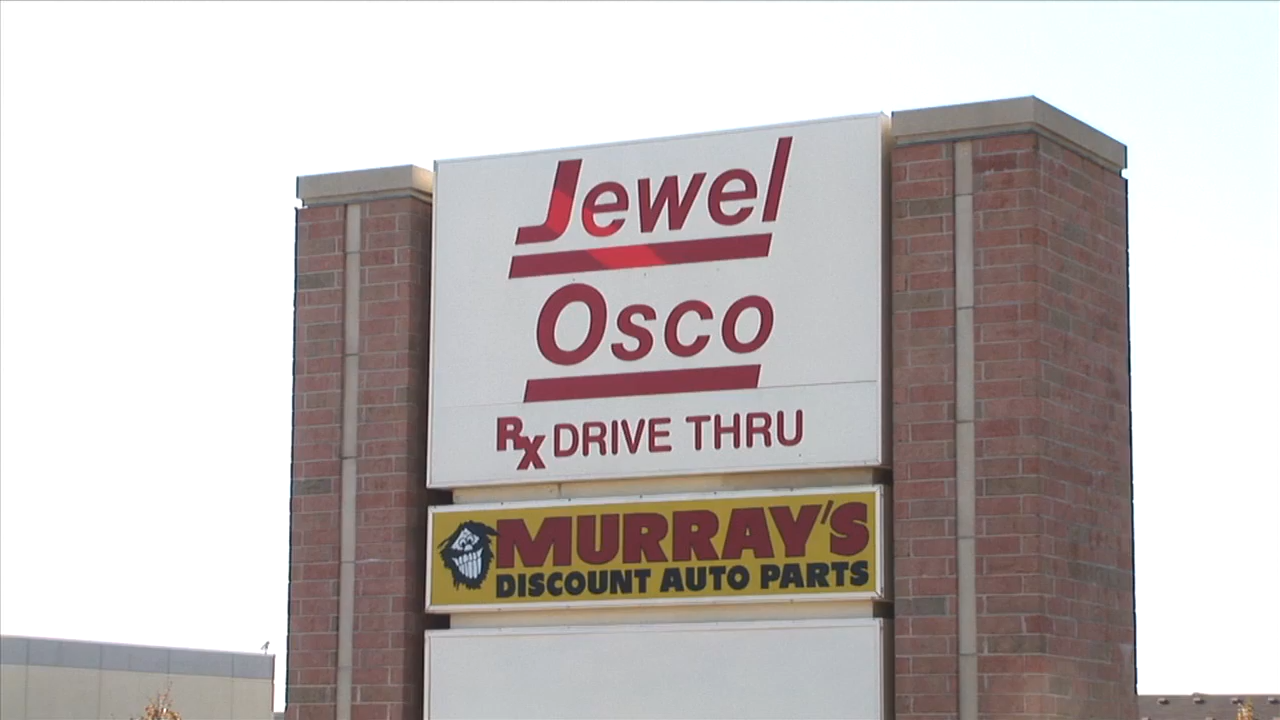 Jewel
Osco
Rx DRIVE THRU
MURRAY'S
DISCOUNT AUTO PARTS